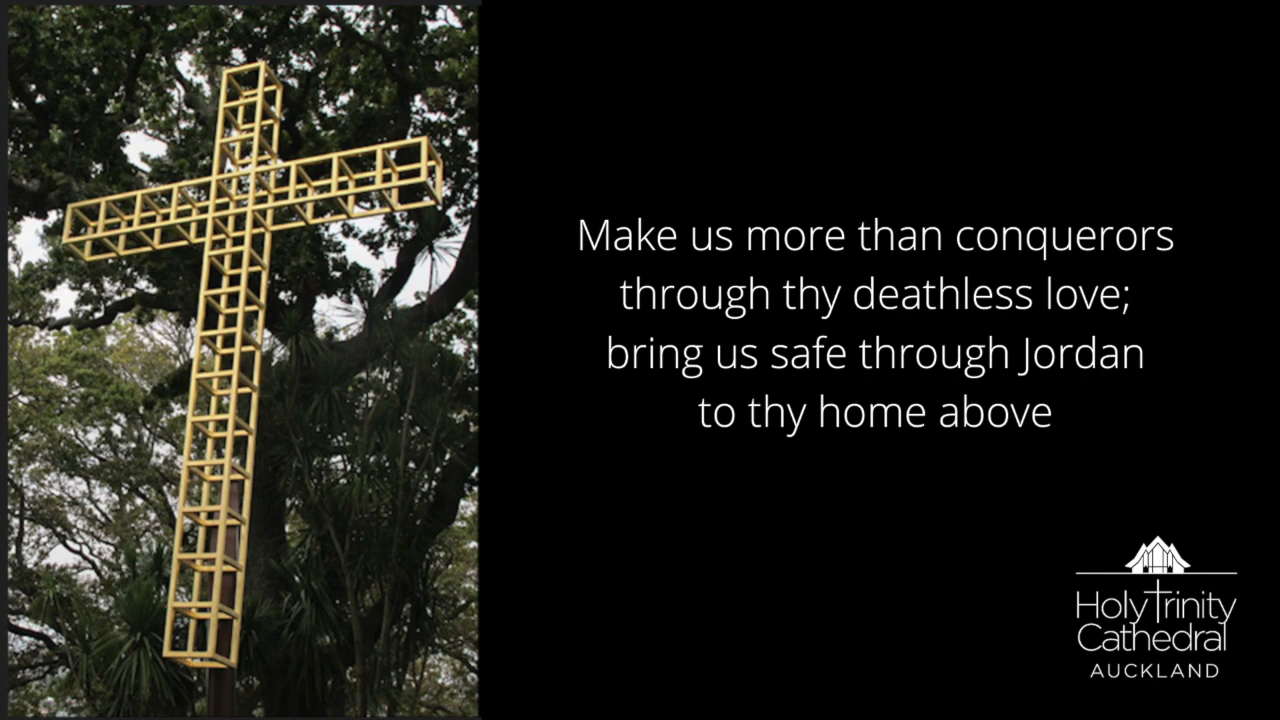 Make us more than conquerors
through thy deathless love;
bring us safe through Jordan
to thy home above
Holy Trinity
Cathedral
AUCKLAND